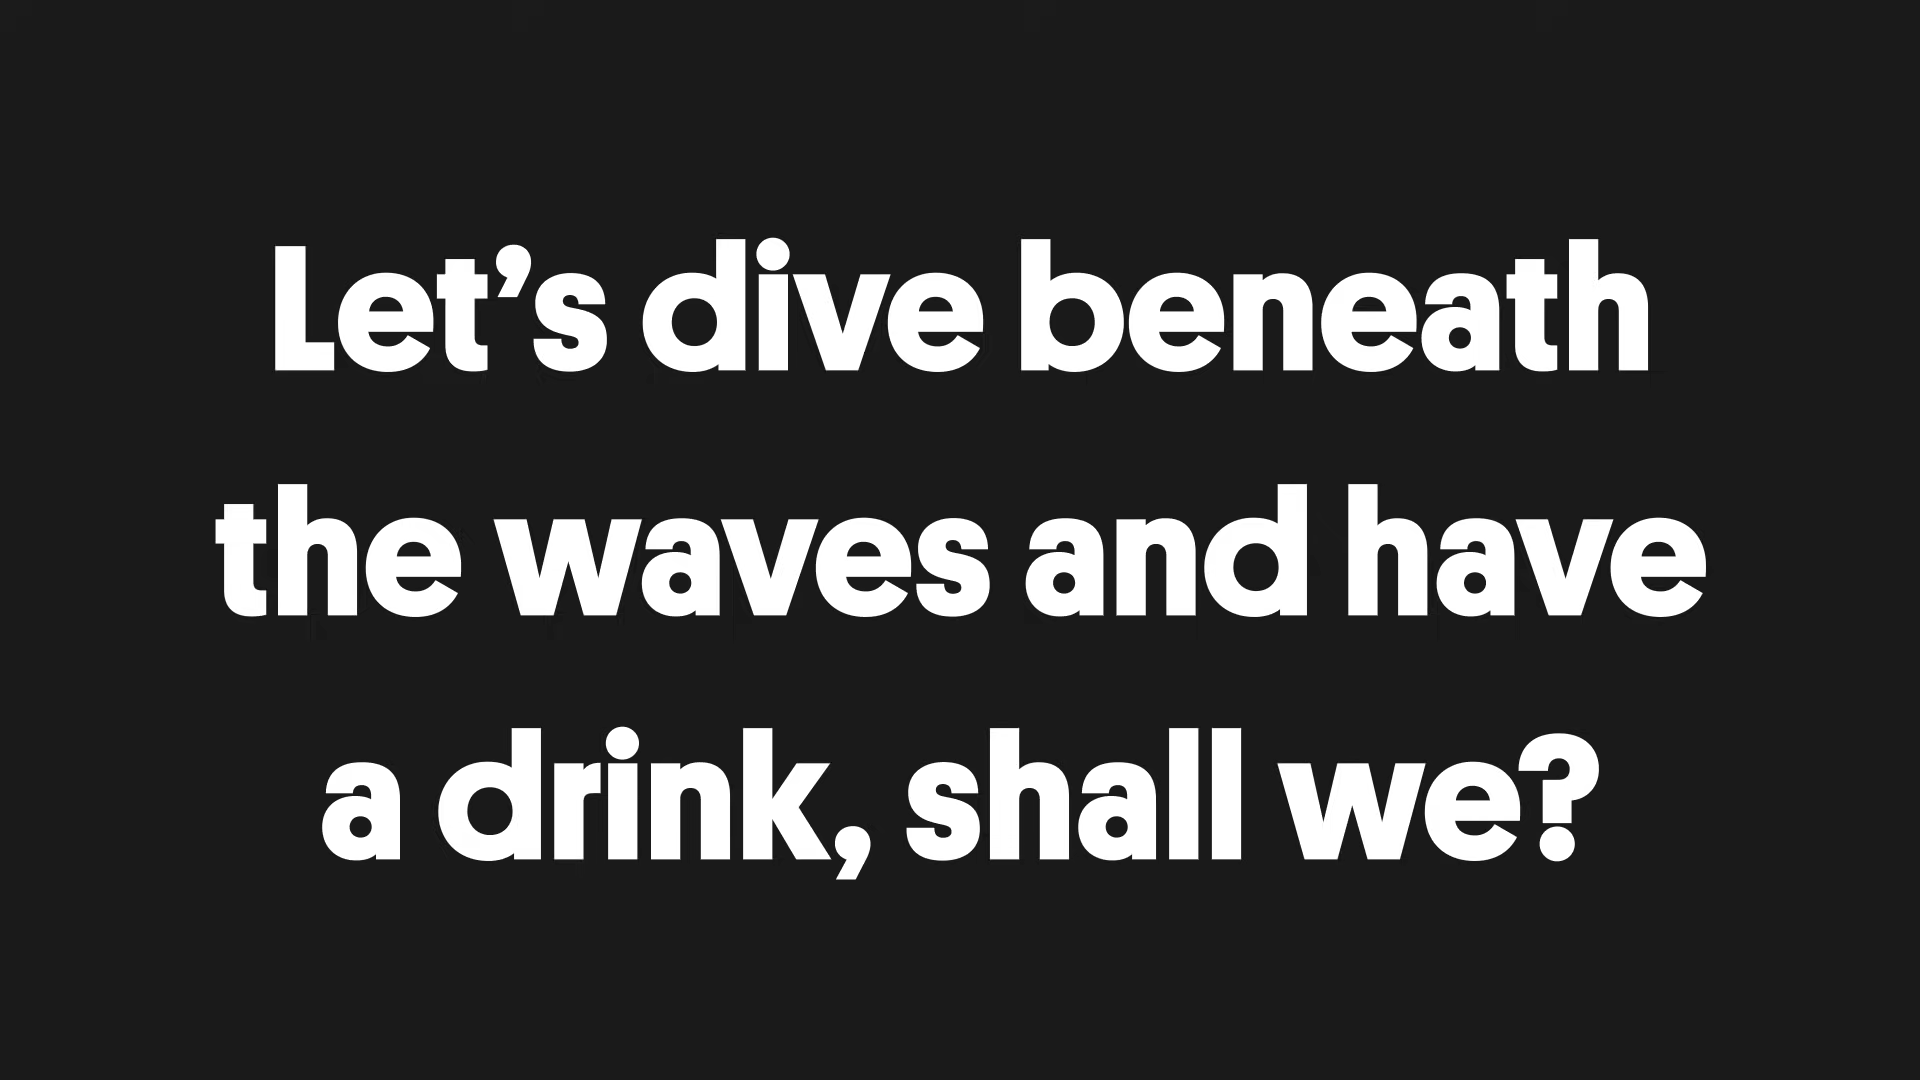 Let’s dive beneath
the waves and have
a drink, shall we?